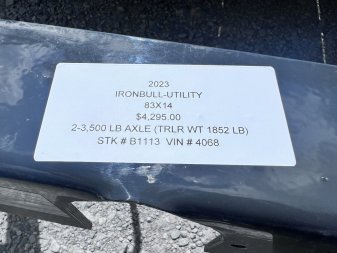 2023
IRONBULL-UTILITY
83X14
$4,295.00
2-3,500 LB AXLE (TRLR WT 1852 LB)
STK # B1113 VIN # 4068